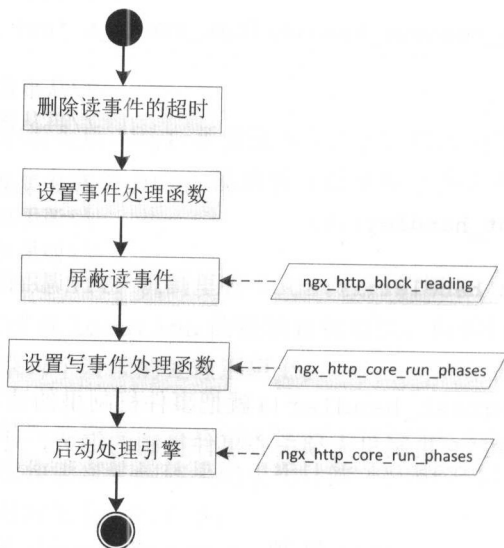 删除读事件的超时
设置事件处理函数
屏蔽读事件
ngx_http_block_reading
设置写事件处理函数
ngx_http_core_run_phases
启动处理引擎
ngx_http_core_run_phases